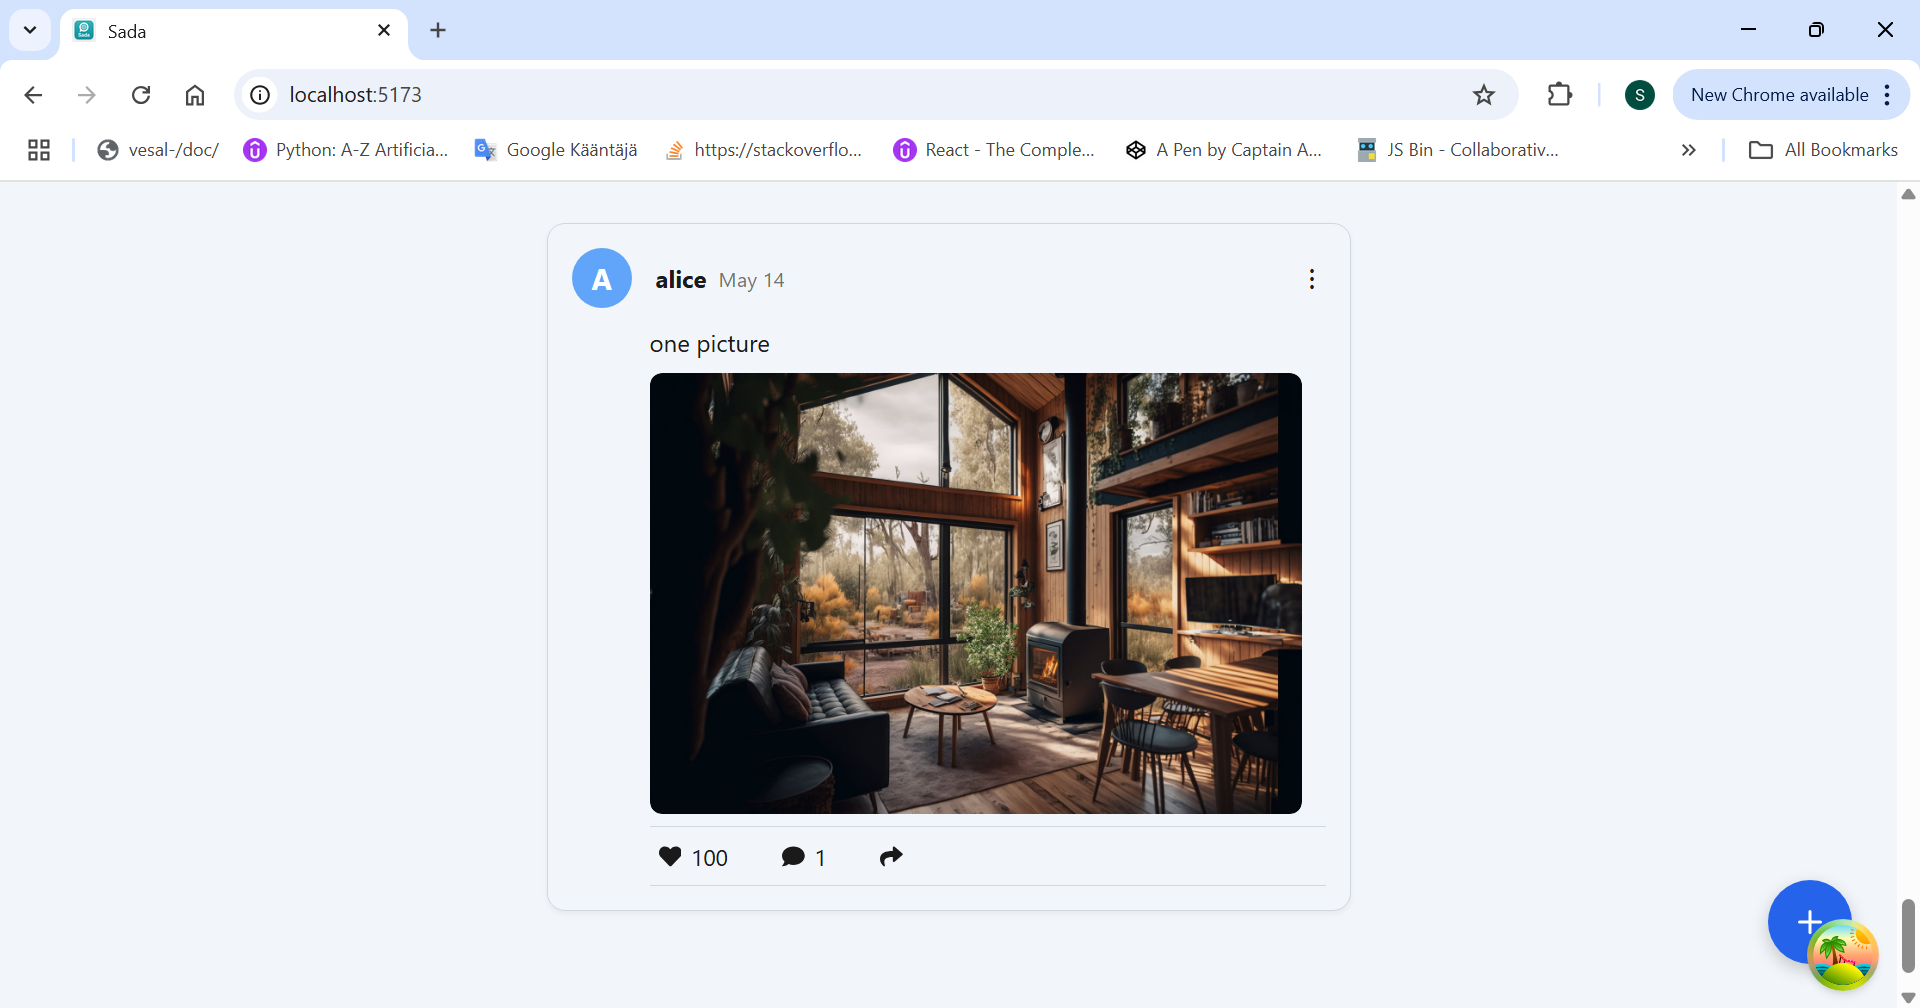 Sada
localhost:5173
S
New Chrome available
vesal-/doc/
Python: A-Z Artificia...
Google Kääntäjä
https://stackoverflo...
React - The Comple...
A Pen by Captain A...
JS Bin - Collaborativ...
All Bookmarks
A
alice May 14
one picture
100
1